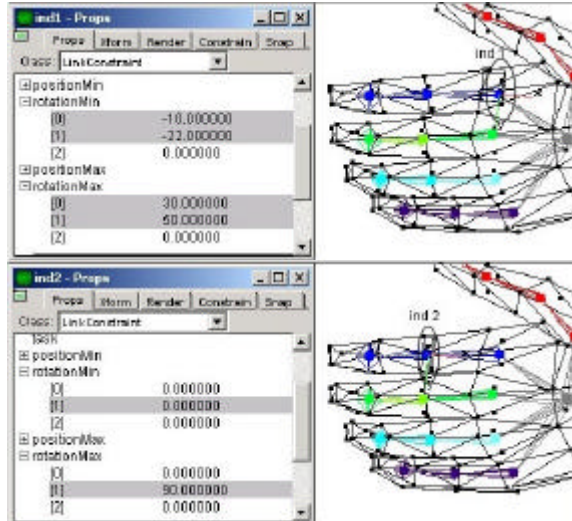 ind1 - Props
Props Xform Render Constrain Snap
Class: LinkConstraint
positionMin
rotationMin
[0] -10.000000
[1] -22.000000
[2] 0.000000
positionMax
rotationMax
[0] 30.000000
[1] 60.000000
[2] 0.000000
ind 1
ind2 - Props
Props Xform Render Constrain Snap
Class: LinkConstraint
task
positionMin
rotationMin
[0] 0.000000
[1] 0.000000
[2] 0.000000
positionMax
rotationMax
[0] 0.000000
[1] 90.000000
[2] 0.000000
ind 2